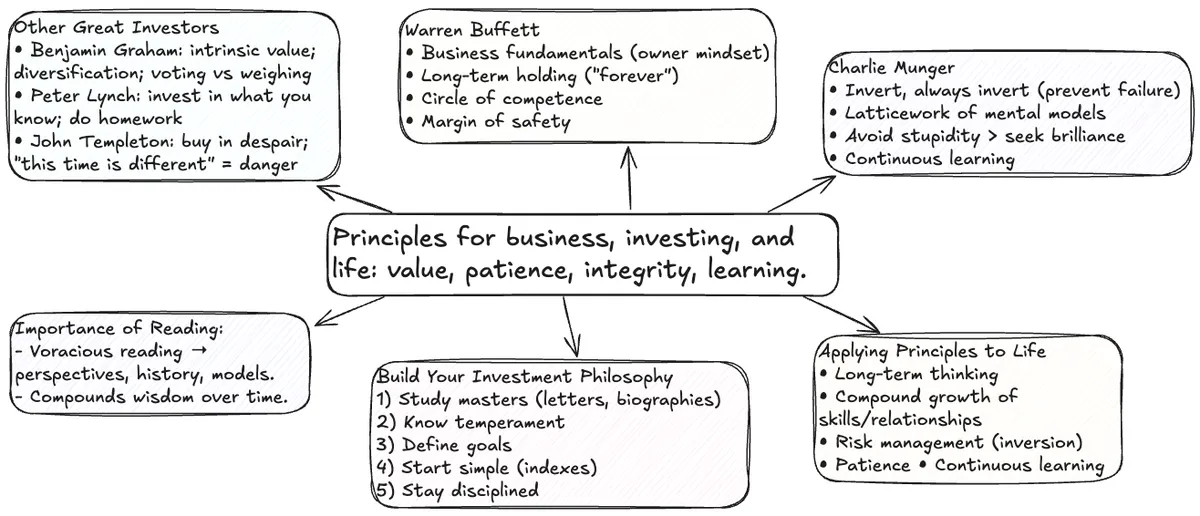 Other Great Investors
• Benjamin Graham: intrinsic value;
diversification; voting vs weighing
• Peter Lynch: invest in what you
know; do homework
• John Templeton: buy in despair;
"this time is different" = danger
Warren Buffett
• Business fundamentals (owner mindset)
• Long-term holding ("forever")
• Circle of competence
• Margin of safety
Charlie Munger
• Invert, always invert (prevent failure)
• Latticework of mental models
• Avoid stupidity > seek brilliance
• Continuous learning
Principles for business, investing, and
life: value, patience, integrity, learning.
Importance of Reading:
- Voracious reading →
perspectives, history, models.
- Compounds wisdom over time.
Build Your Investment Philosophy
1) Study masters (letters, biographies)
2) Know temperament
3) Define goals
4) Start simple (indexes)
5) Stay disciplined
Applying Principles to Life
• Long-term thinking
• Compound growth of
skills/relationships
• Risk management (inversion)
• Patience • Continuous learning